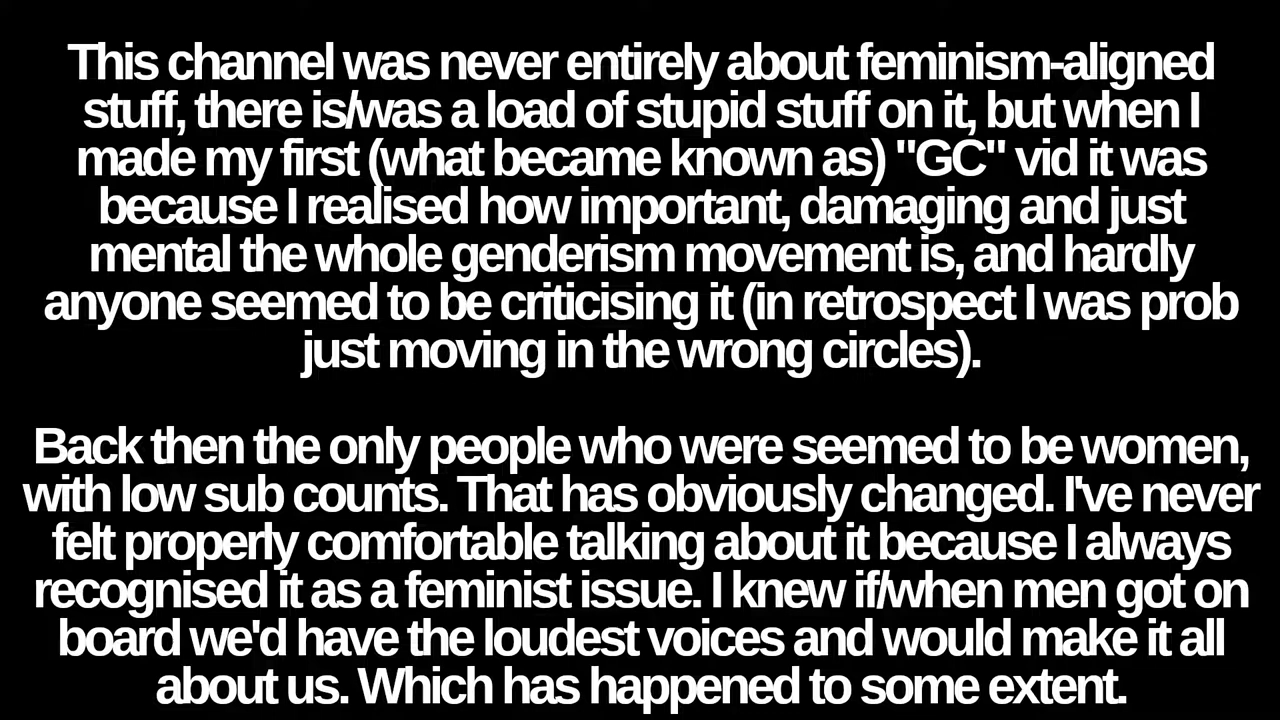 This channel was never entirely about feminism-aligned
stuff, there is/was a load of stupid stuff on it, but when I
made my first (what became known as) "GC" vid it was
because I realised how important, damaging and just
mental the whole genderism movement is, and hardly
anyone seemed to be criticising it (in retrospect I was prob
just moving in the wrong circles).
Back then the only people who were seemed to be women,
with low sub counts. That has obviously changed. I've never
felt properly comfortable talking about it because I always
recognised it as a feminist issue. I knew if/when men got on
board we'd have the loudest voices and would make it all
about us. Which has happened to some extent.